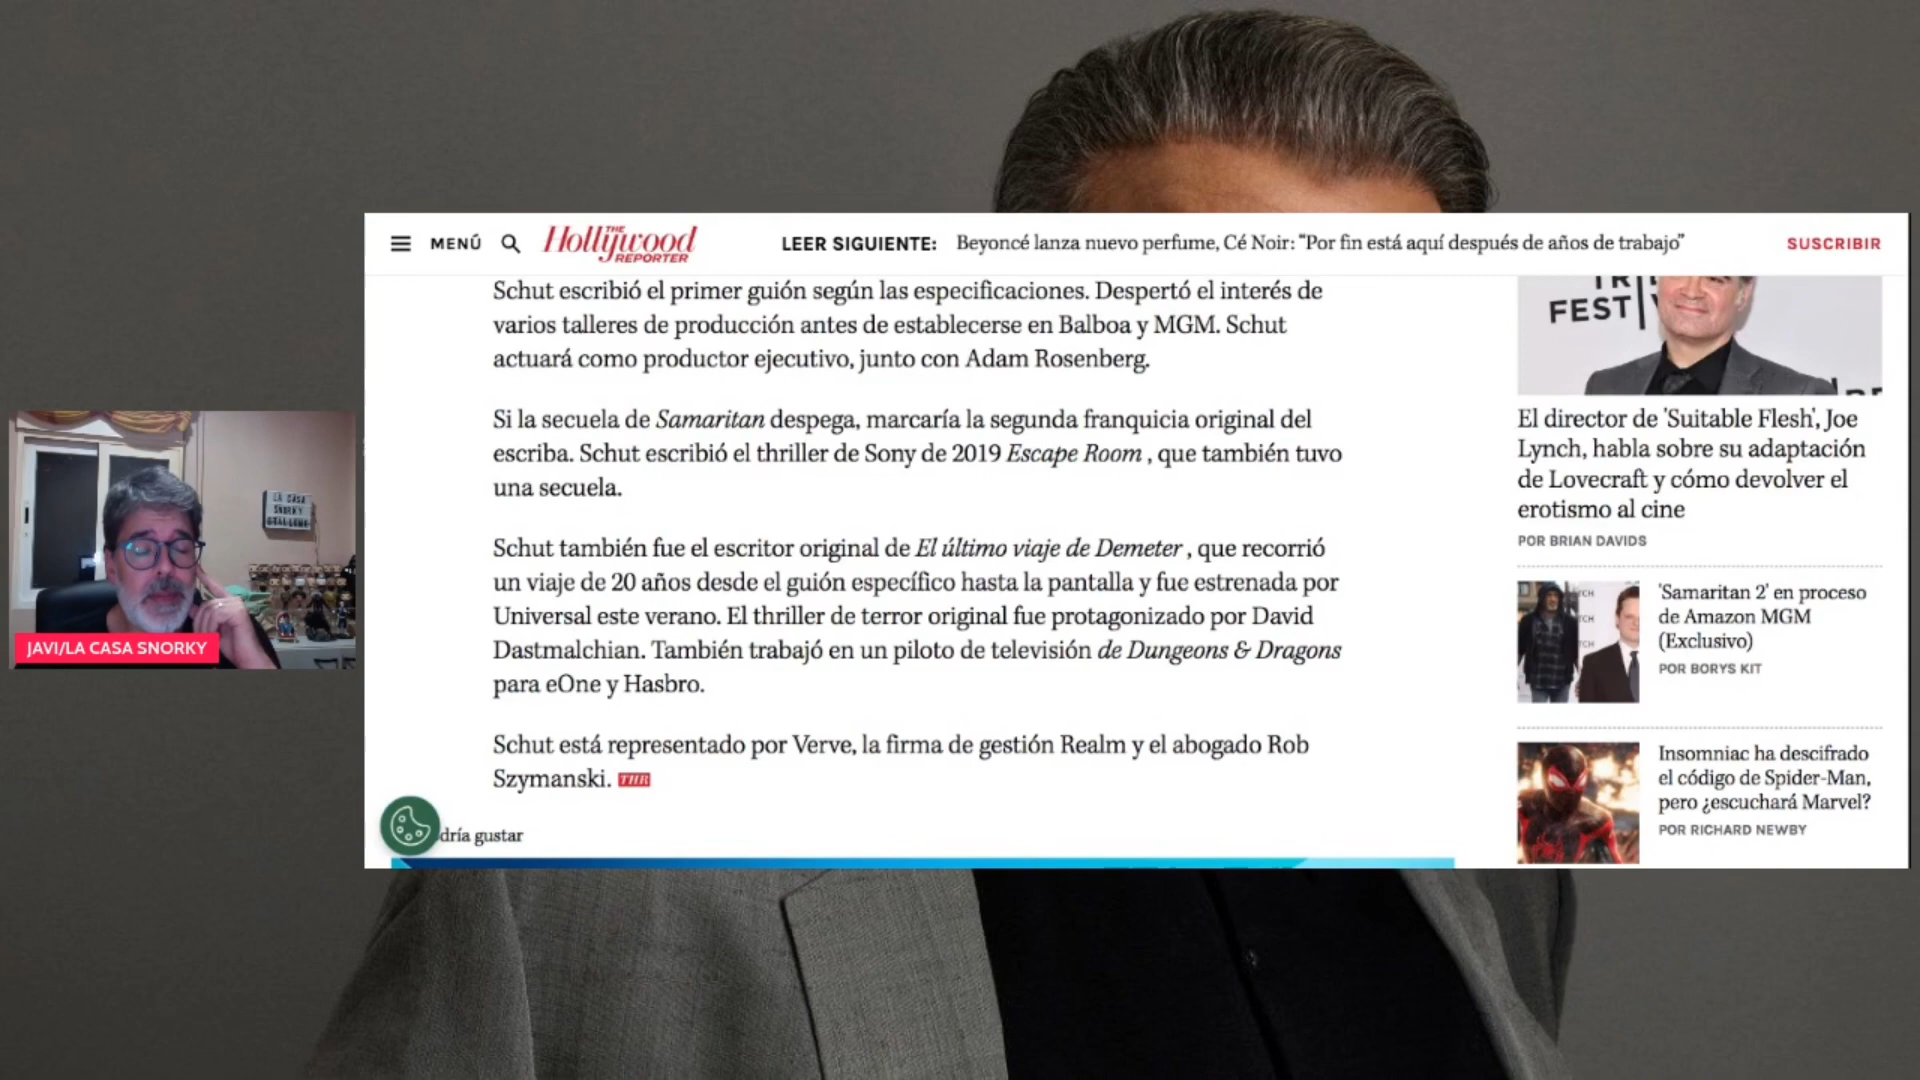 MENÚ
THE
Hollywood
REPORTER
LEER SIGUIENTE: Beyoncé lanza nuevo perfume, Cé Noir: “Por fin está aquí después de años de trabajo”
SUSCRIBIR
Schut escribió el primer guión según las especificaciones. Despertó el interés de
varios talleres de producción antes de establecerse en Balboa y MGM. Schut
actuará como productor ejecutivo, junto con Adam Rosenberg.
Si la secuela de Samaritan despega, marcaría la segunda franquicia original del
escriba. Schut escribió el thriller de Sony de 2019 Escape Room , que también tuvo
una secuela.
Schut también fue el escritor original de El último viaje de Demeter , que recorrió
un viaje de 20 años desde el guión específico hasta la pantalla y fue estrenada por
Universal este verano. El thriller de terror original fue protagonizado por David
Dastmalchian. También trabajó en un piloto de televisión de Dungeons & Dragons
para eOne y Hasbro.
Schut está representado por Verve, la firma de gestión Realm y el abogado Rob
Szymanski. THR
dría gustar
FEST
El director de 'Suitable Flesh', Joe
Lynch, habla sobre su adaptación
de Lovecraft y cómo devolver el
erotismo al cine
POR BRIAN DAVIDS
'Samaritan 2' en proceso
de Amazon MGM
(Exclusivo)
POR BORYS KIT
Insomniac ha descifrado
el código de Spider-Man,
pero ¿escuchará Marvel?
POR RICHARD NEWBY
LA CASA
SNORKY
STALLONE
JAVI/LA CASA SNORKY